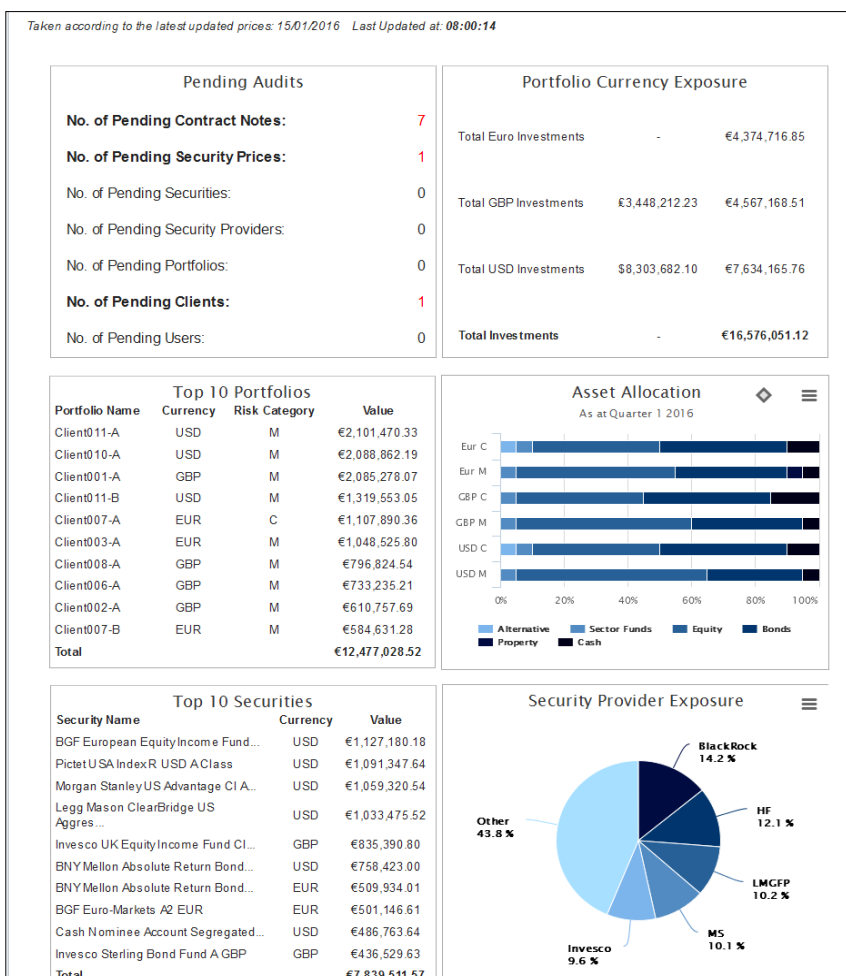 Taken according to the latest updated prices: 15/01/2016 Last Updated at: 08:00:14
Pending Audits
No. of Pending Contract Notes: 7
No. of Pending Security Prices: 1
No. of Pending Securities: 0
No. of Pending Security Providers: 0
No. of Pending Portfolios: 0
No. of Pending Clients: 1
No. of Pending Users: 0
Portfolio Currency Exposure
Total Euro Investments - €4,374,716.85
Total GBP Investments £3,448,212.23 €4,567,168.51
Total USD Investments $8,303,682.10 €7,634,165.76
Total Investments - €16,576,051.12
Top 10 Portfolios
Portfolio Name Currency Risk Category Value
Client011-A USD M €2,101,470.33
Client010-A USD M €2,088,862.19
Client001-A GBP M €2,085,278.07
Client011-B USD M €1,319,553.05
Client007-A EUR C €1,107,890.36
Client003-A EUR M €1,048,525.80
Client008-A GBP M €796,824.54
Client006-A GBP M €733,235.21
Client002-A GBP M €610,757.69
Client007-B EUR M €584,631.28
Total €12,477,028.52
Asset Allocation
As at Quarter 1 2016
Eur C
Eur M
GBP C
GBP M
USD C
USD M
0% 20% 40% 60% 80% 100%
Alternative Sector Funds Equity Bonds
Property Cash
Top 10 Securities
Security Name Currency Value
BGF European Equity Income Fund... USD €1,127,180.18
Pictet USA Index R USD A Class USD €1,091,347.64
Morgan Stanley US Advantage Cl A... USD €1,059,320.54
Legg Mason ClearBridge US
Aggres... USD €1,033,475.52
Invesco UK Equity Income Fund Cl... GBP €835,390.80
BNY Mellon Absolute Return Bond... USD €758,423.00
BNY Mellon Absolute Return Bond... EUR €509,934.01
BGF Euro-Markets A2 EUR EUR €501,146.61
Cash Nominee Account Segregated... USD €486,763.64
Invesco Sterling Bond Fund A GBP GBP €436,529.63
Total €7,839,511.57
Security Provider Exposure
BlackRock
14.2 %
HF
12.1 %
LMGFP
10.2 %
MS
10.1 %
Invesco
9.6 %
Other
43.8 %